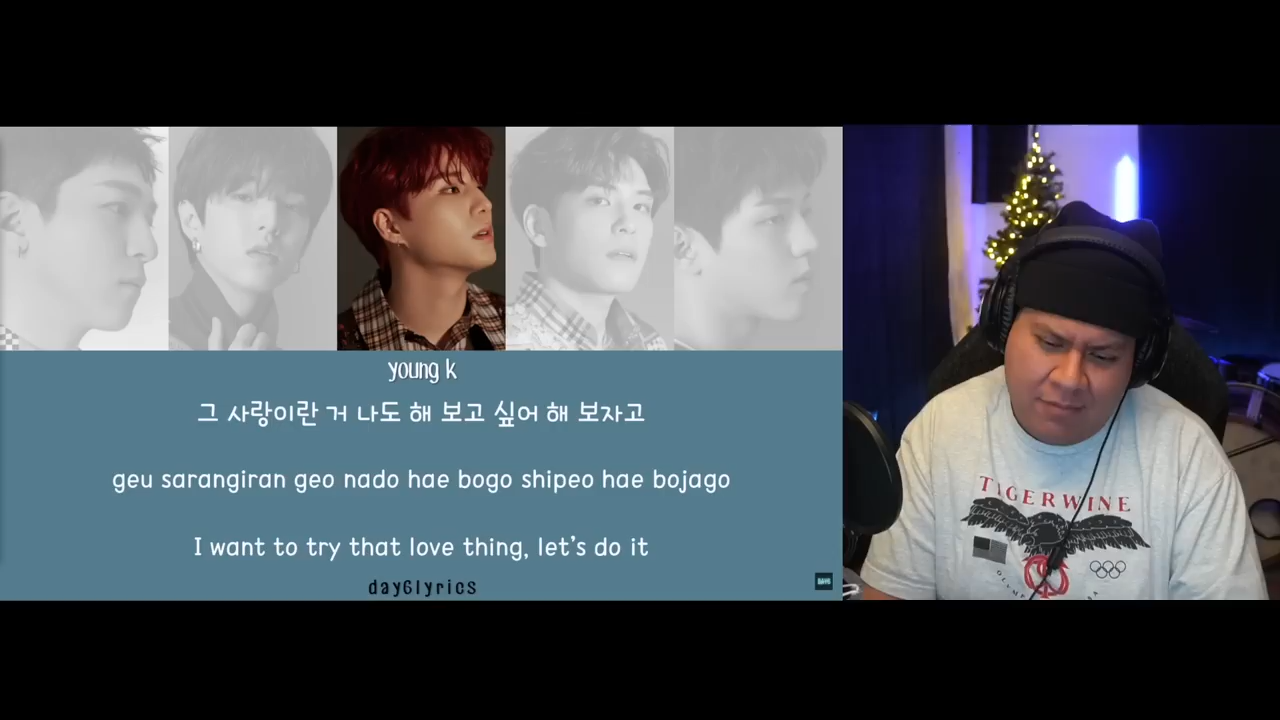 young k
그 사랑이란 거 나도 해 보고 싶어 해 보자고
geu sarangiran geo nado hae bogo shipeo hae bojago
I want to try that love thing, let's do it
day6lyrics
DAY6
TIGERWINE